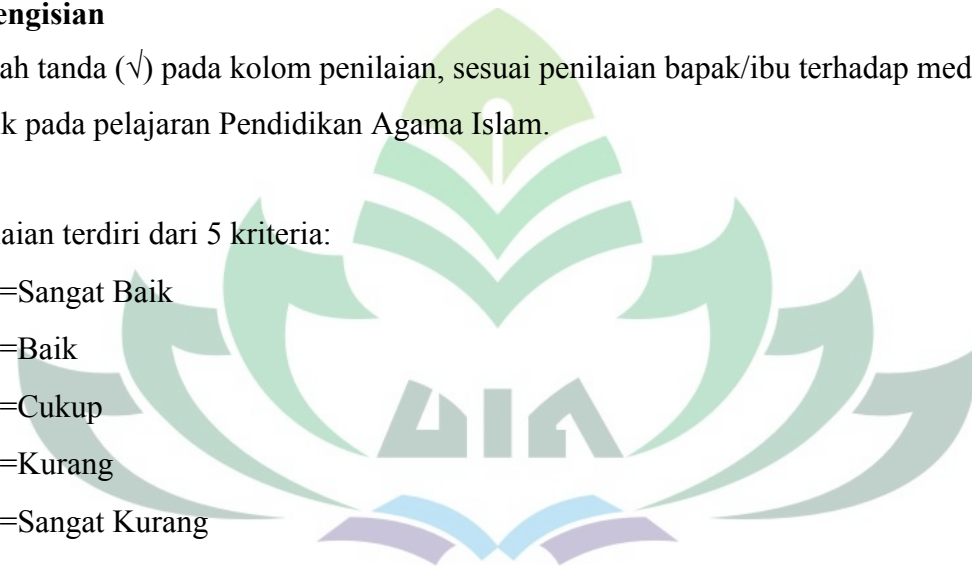 engisian
ah tanda (√) pada kolom penilaian, sesuai penilaian bapak/ibu terhadap med
k pada pelajaran Pendidikan Agama Islam.
aian terdiri dari 5 kriteria:
=Sangat Baik
=Baik
=Cukup
UIN
=Kurang
=Sangat Kurang